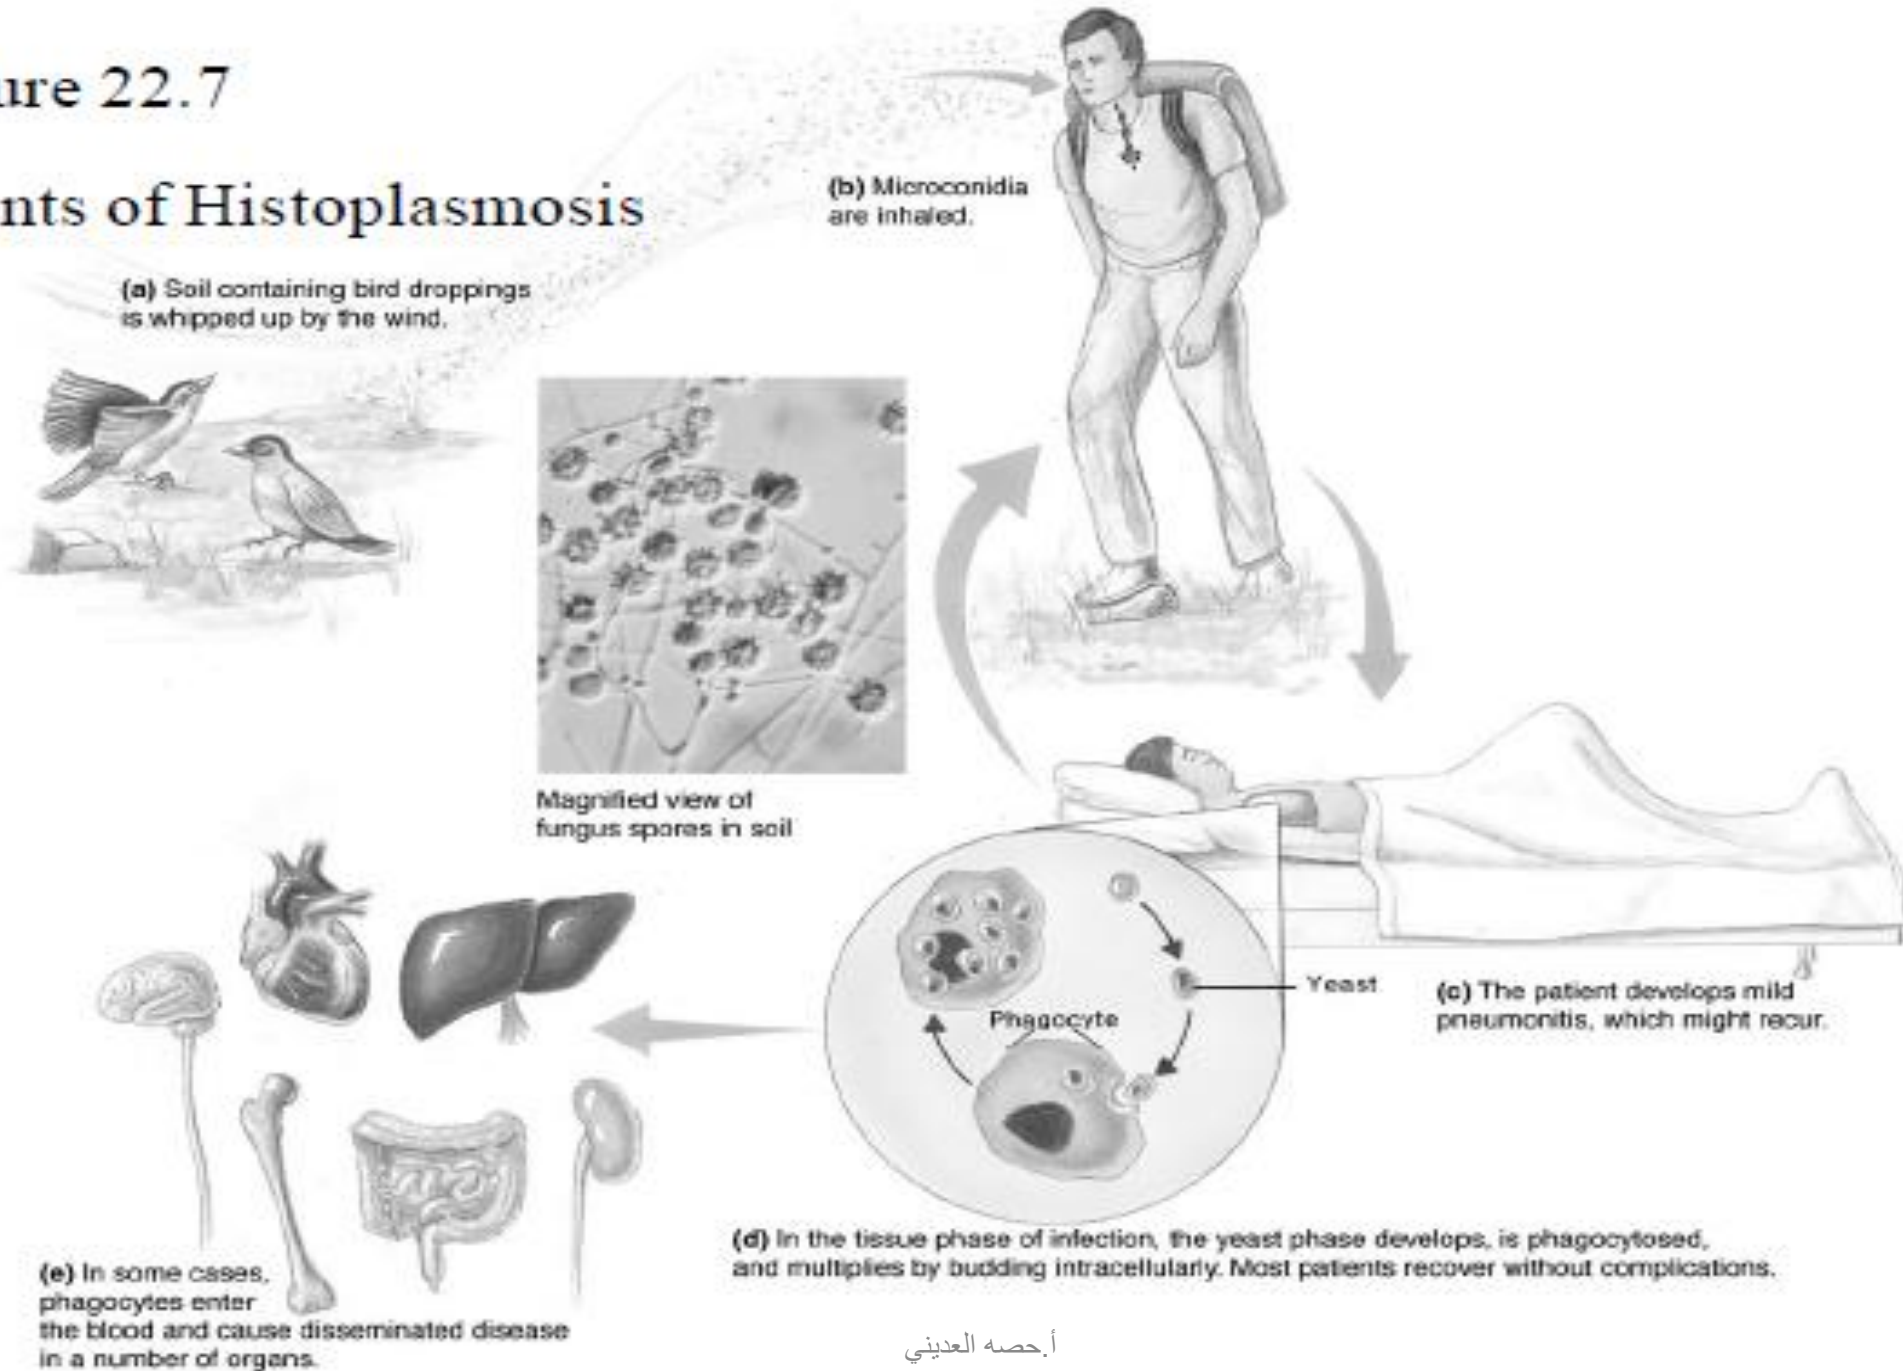 ure 22.7
nts of Histoplasmosis
(a) Soil containing bird droppings
is whipped up by the wind.
(b) Microconidia
are inhaled.
Magnified view of
fungus spores in soil
Yeast
Phagocyte
(c) The patient develops mild
pneumonitis, which might recur.
(d) In the tissue phase of infection, the yeast phase develops, is phagocytosed,
and multiplies by budding intracellularly. Most patients recover without complications.
(e) In some cases,
phagocytes enter
the blood and cause disseminated disease
in a number of organs.
أ.حصه العديني